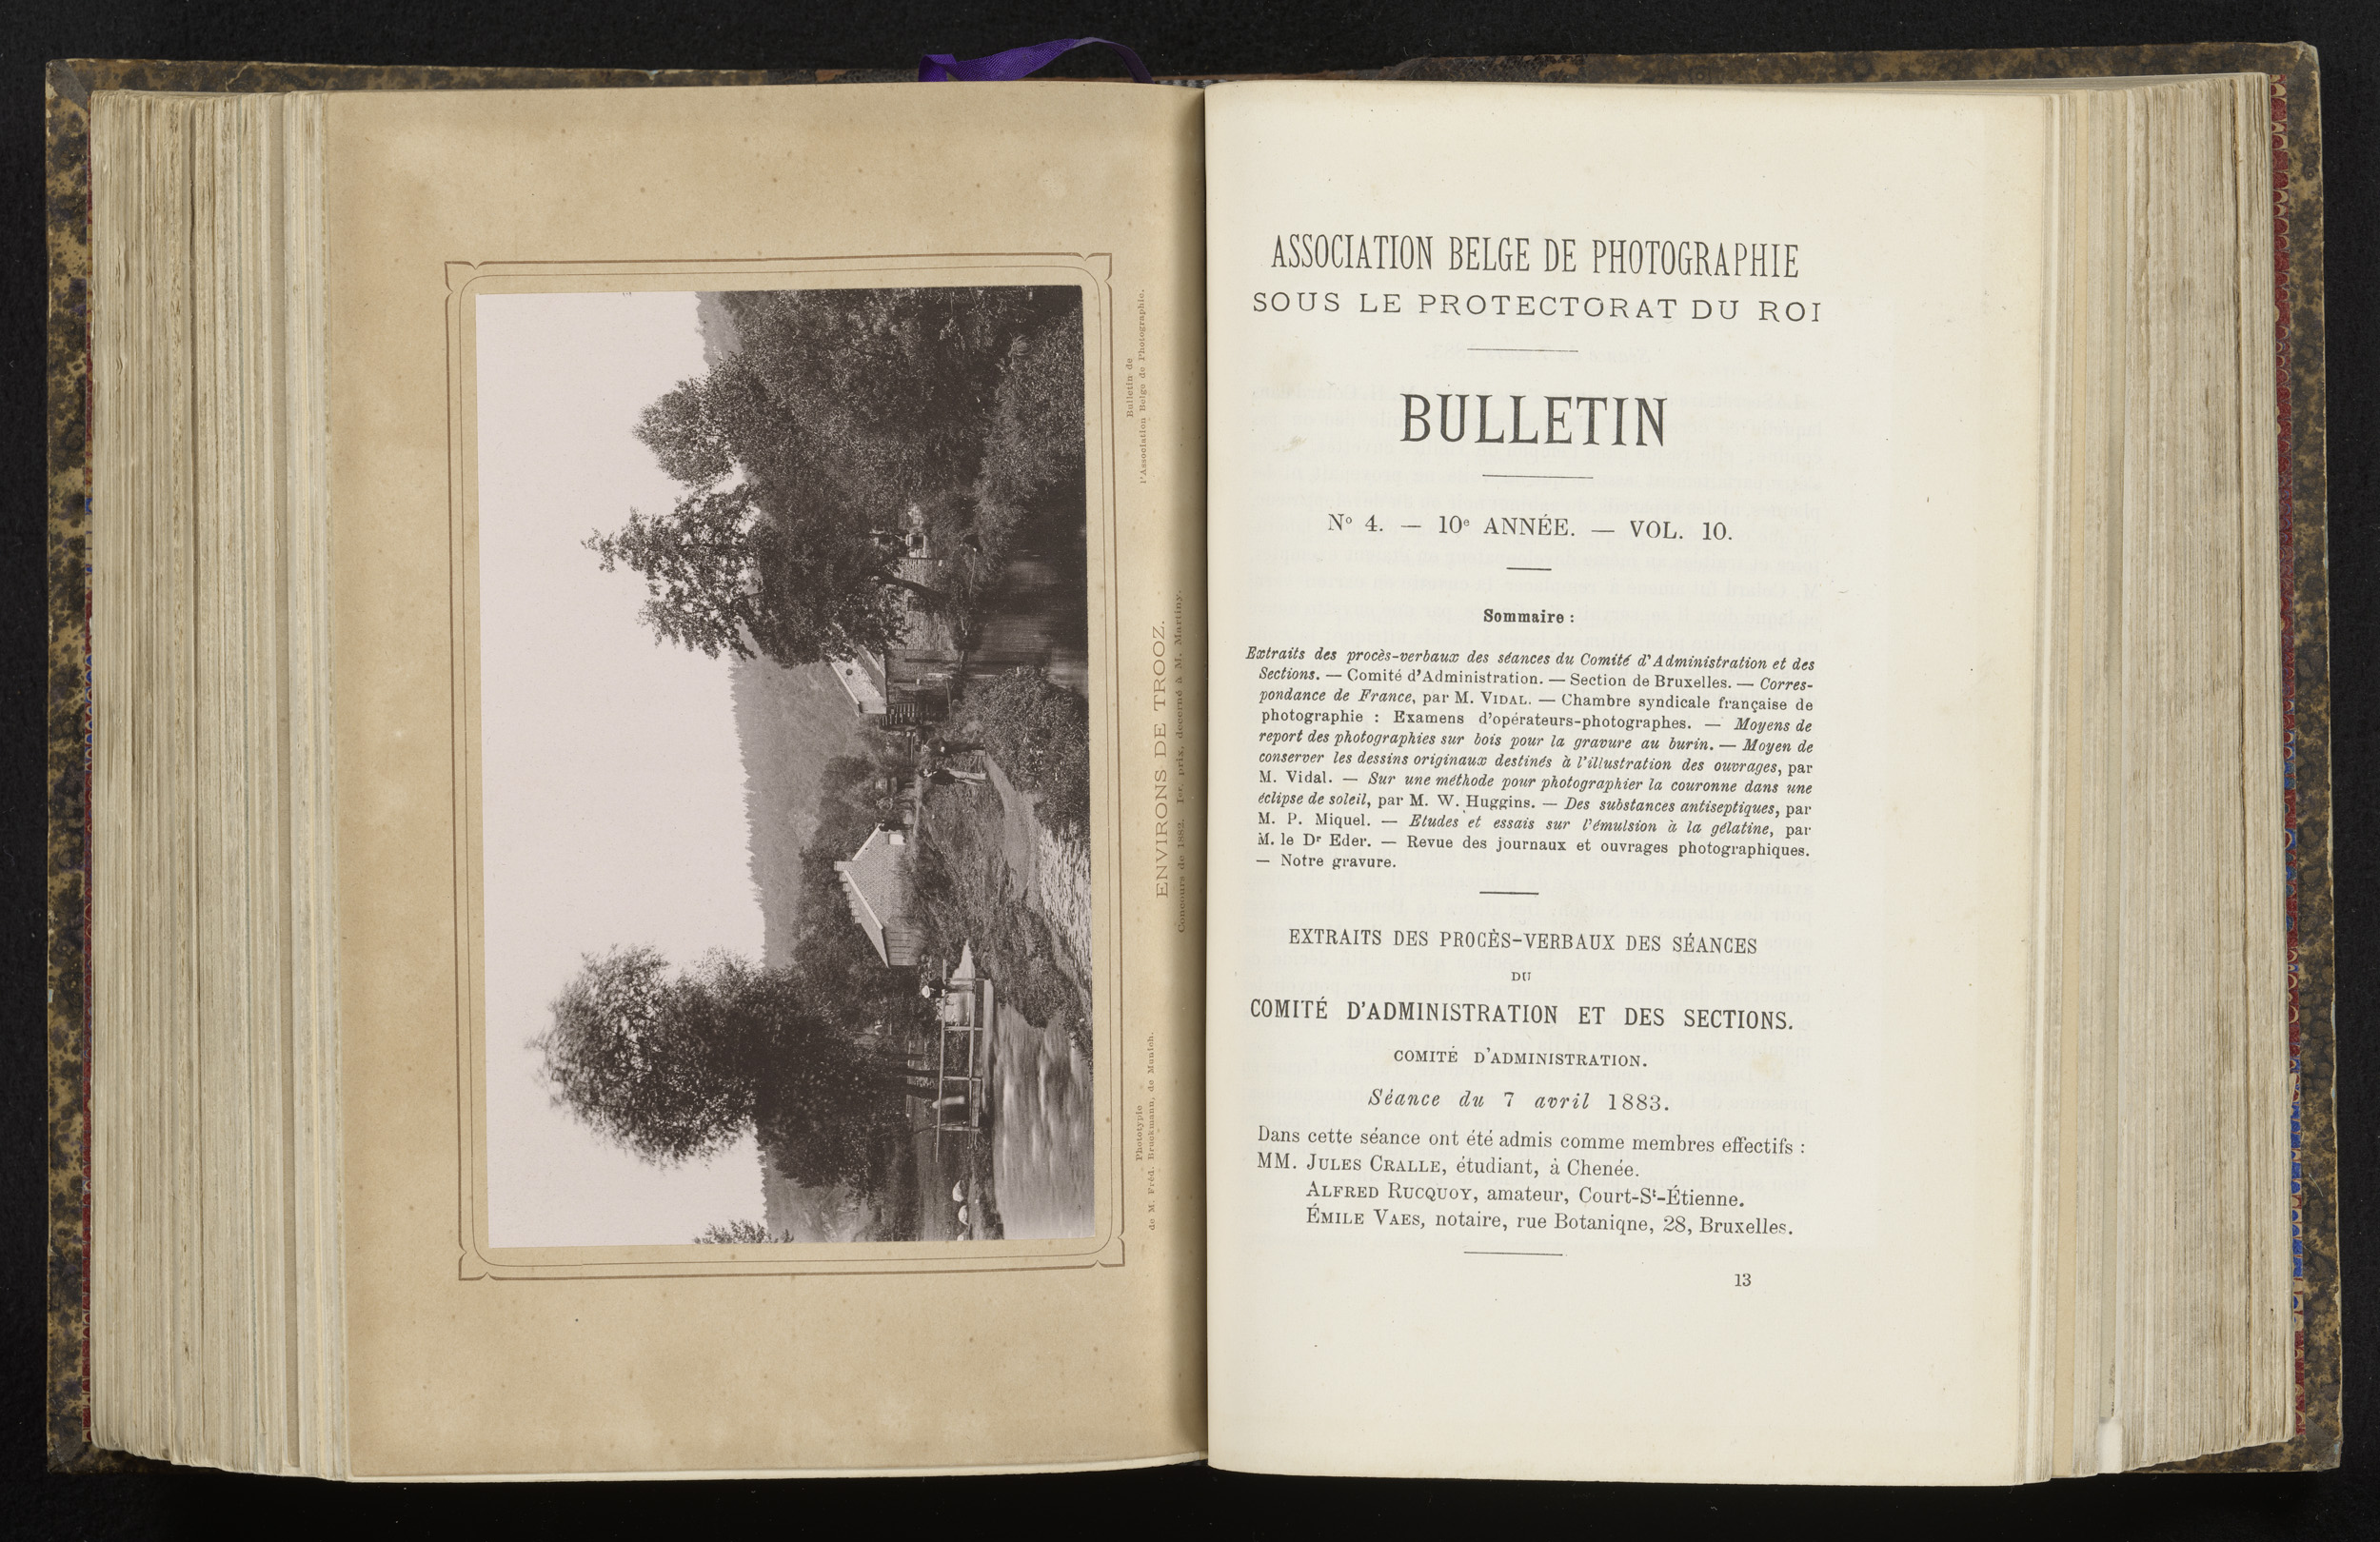 Phototypie
de M. Fréd. Bruckmann, de Munich.
Bulletin de
l'Association Belge de Photographie.
ENVIRONS DE TROOZ.
Concours de 1882. 1er. prix, décerné à M. Martiny.
ASSOCIATION BELGE DE PHOTOGRAPHIE
SOUS LE PROTECTORAT DU ROI
BULLETIN
Nº 4. — 10e ANNÉE. — VOL. 10.
Sommaire :
Extraits des procès-verbaux des séances du Comité d'Administration et des
Sections. — Comité d'Administration. — Section de Bruxelles. — Corres-
pondance de France, par M. VIDAL. — Chambre syndicale française de
photographie : Examens d'opérateurs-photographes. — Moyens de
report des photographies sur bois pour la gravure au burin. — Moyen de
conserver les dessins originaux destinés à l'illustration des ouvrages, par
M. Vidal. — Sur une méthode pour photographier la couronne dans une
éclipse de soleil, par M. W. Huggins. — Des substances antiseptiques, par
M. P. Miquel. — Etudes et essais sur l'émulsion à la gélatine, par
M. le Dr Eder. — Revue des journaux et ouvrages photographiques.
— Notre gravure.
EXTRAITS DES PROCÈS-VERBAUX DES SÉANCES
DU
COMITÉ D'ADMINISTRATION ET DES SECTIONS.
COMITÉ D'ADMINISTRATION.
Séance du 7 avril 1883.
Dans cette séance ont été admis comme membres effectifs :
MM. JULES CRALLE, étudiant, à Chenée.
ALFRED RUCQUOY, amateur, Court-St-Étienne.
ÉMILE VAES, notaire, rue Botaniqne, 28, Bruxelles.
13